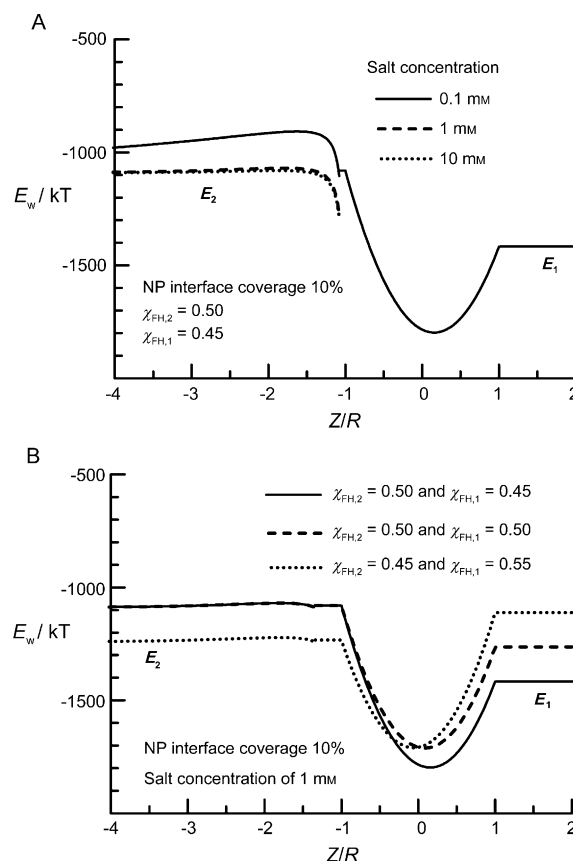 A
-500
-1000
-1500
E_w / kT
Salt concentration
0.1 mM
1 mM
10 mM
E_2
E_1
NP interface coverage 10%
χ_FH,2 = 0.50
χ_FH,1 = 0.45
-4 -3 -2 -1 0 1 2
Z/R
B
-500
-1000
-1500
E_w / kT
χ_FH,2 = 0.50 and χ_FH,1 = 0.45
χ_FH,2 = 0.50 and χ_FH,1 = 0.50
χ_FH,2 = 0.45 and χ_FH,1 = 0.55
E_2
E_1
NP interface coverage 10%
Salt concentration of 1 mM
-4 -3 -2 -1 0 1 2
Z/R